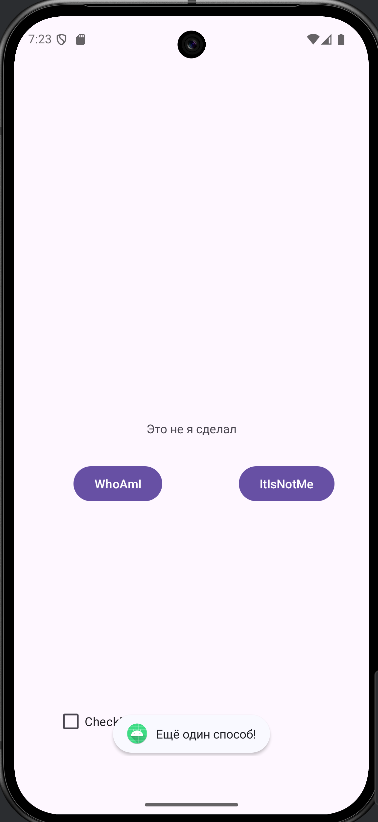 7:23
Это не я сделал
WhoAmI
ItIsNotMe
Check
Ещё один способ!